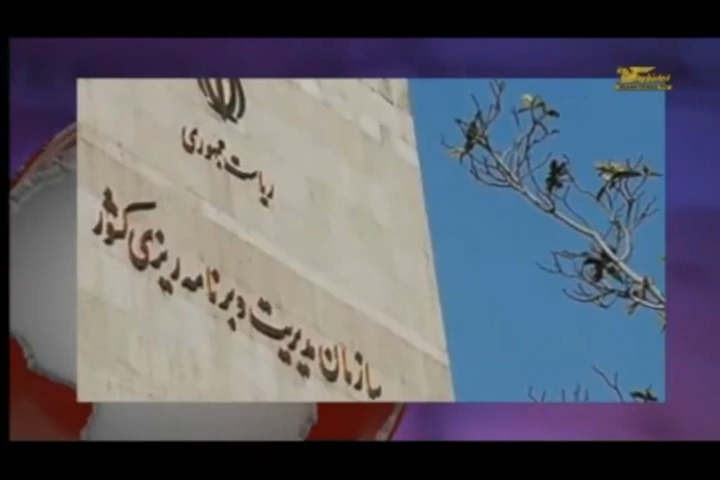 ریاست جمهوری
سازمان مدیریت و برنامه ریزی کشور